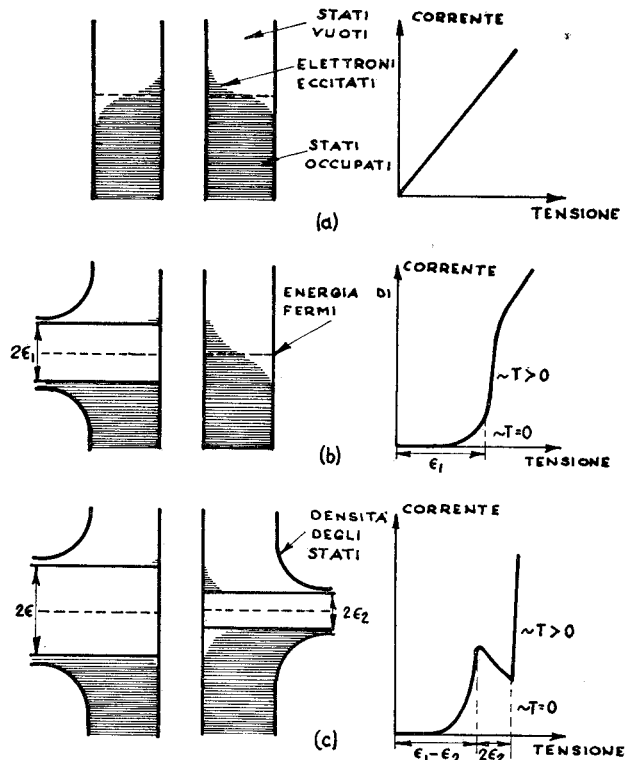 STATI
VUOTI
ELETTRONI
ECCITATI
STATI
OCCUPATI
CORRENTE
TENSIONE
(a)
2ε₁
ENERGIA DI
FERMI
CORRENTE
~T>0
~T=0
ε₁
TENSIONE
(b)
2ε
DENSITÀ
DEGLI
STATI
2ε₂
CORRENTE
~T>0
~T=0
ε₁-ε₂
2ε₂
TENSIONE
(c)